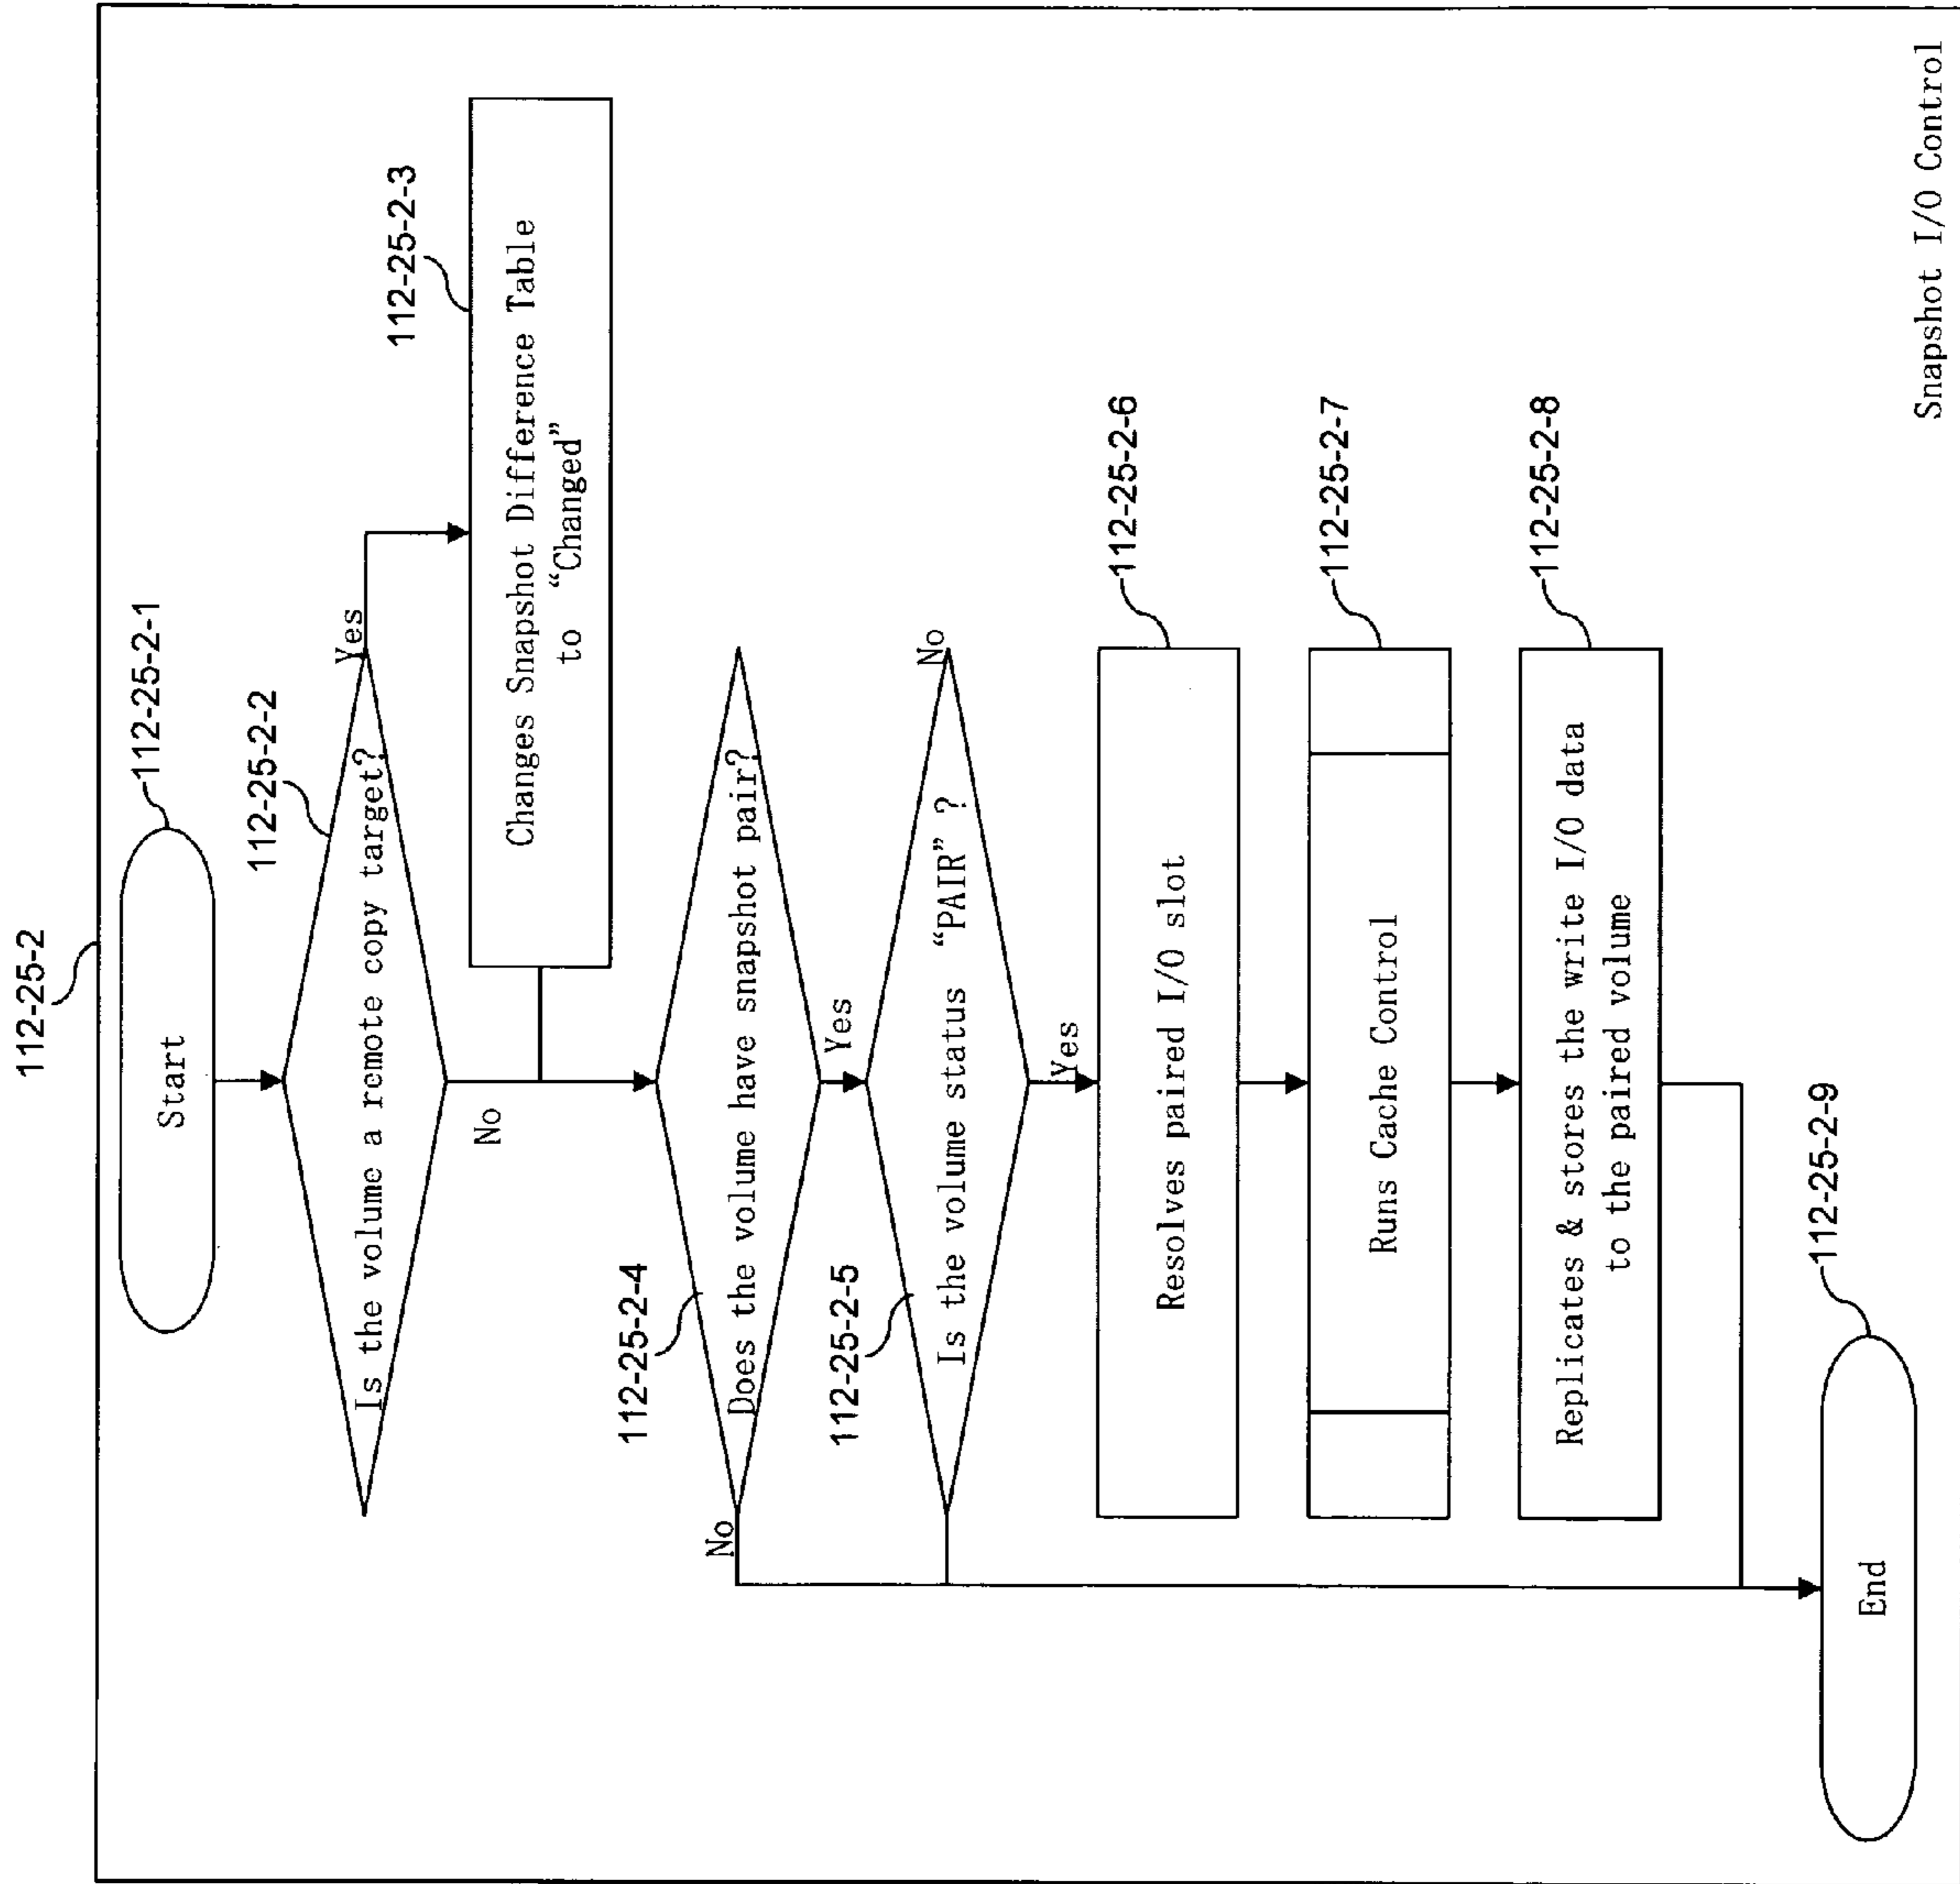 112-25-2
Start
112-25-2-1
112-25-2-2
Is the volume a remote copy target?
Yes
112-25-2-3
Changes Snapshot Difference Table
to "Changed"
No
112-25-2-4
Does the volume have snapshot pair?
No
Yes
112-25-2-5
Is the volume status "PAIR" ?
No
Yes
112-25-2-6
Resolves paired I/O slot
112-25-2-7
Runs Cache Control
112-25-2-8
Replicates & stores the write I/O data
to the paired volume
112-25-2-9
End
Snapshot I/O Control